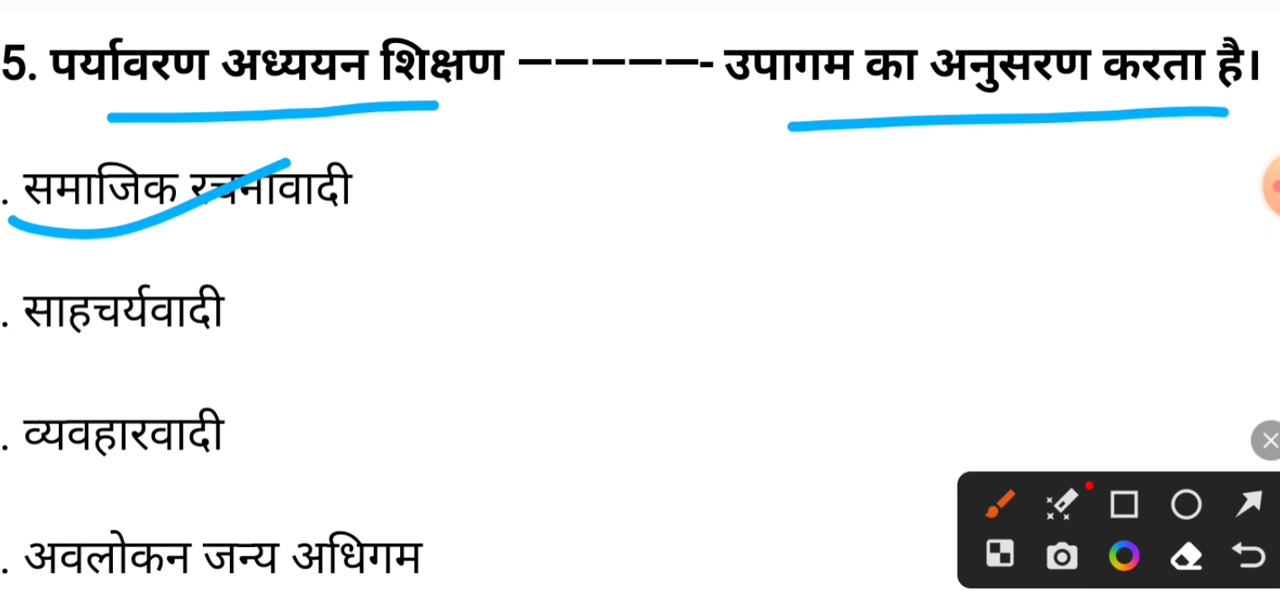 5. पर्यावरण अध्ययन शिक्षण ------ उपागम का अनुसरण करता है।
. समाजिक रचनावादी
. साहचर्यवादी
. व्यवहारवादी
. अवलोकन जन्य अधिगम